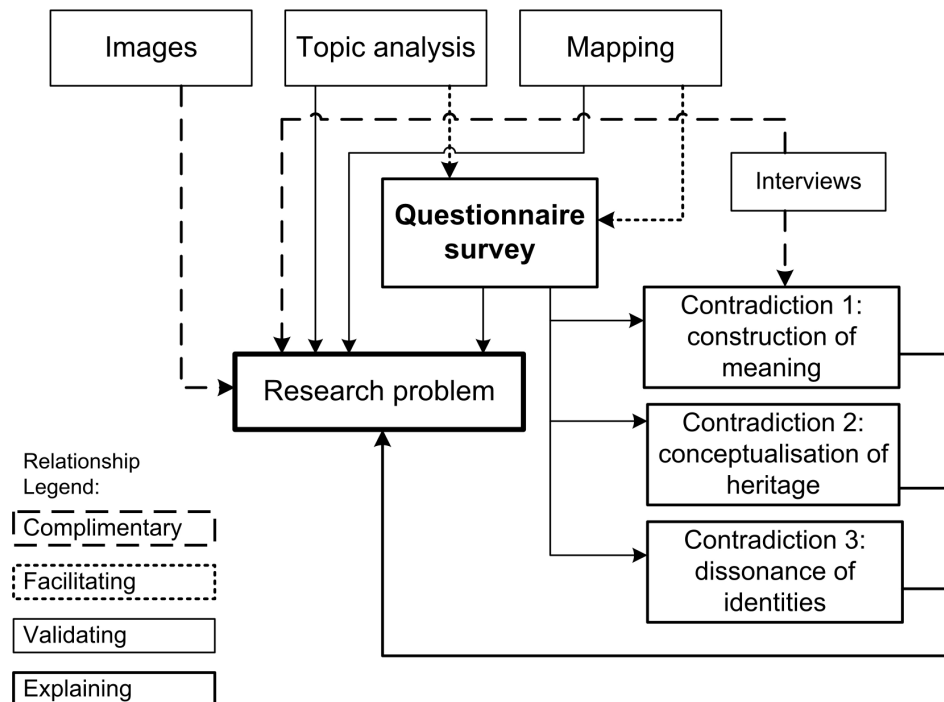 Images
Topic analysis
Mapping
Interviews
Questionnaire
survey
Contradiction 1:
construction of
meaning
Research problem
Contradiction 2:
conceptualisation of
heritage
Contradiction 3:
dissonance of
identities
Relationship
Legend:
Complimentary
Facilitating
Validating
Explaining